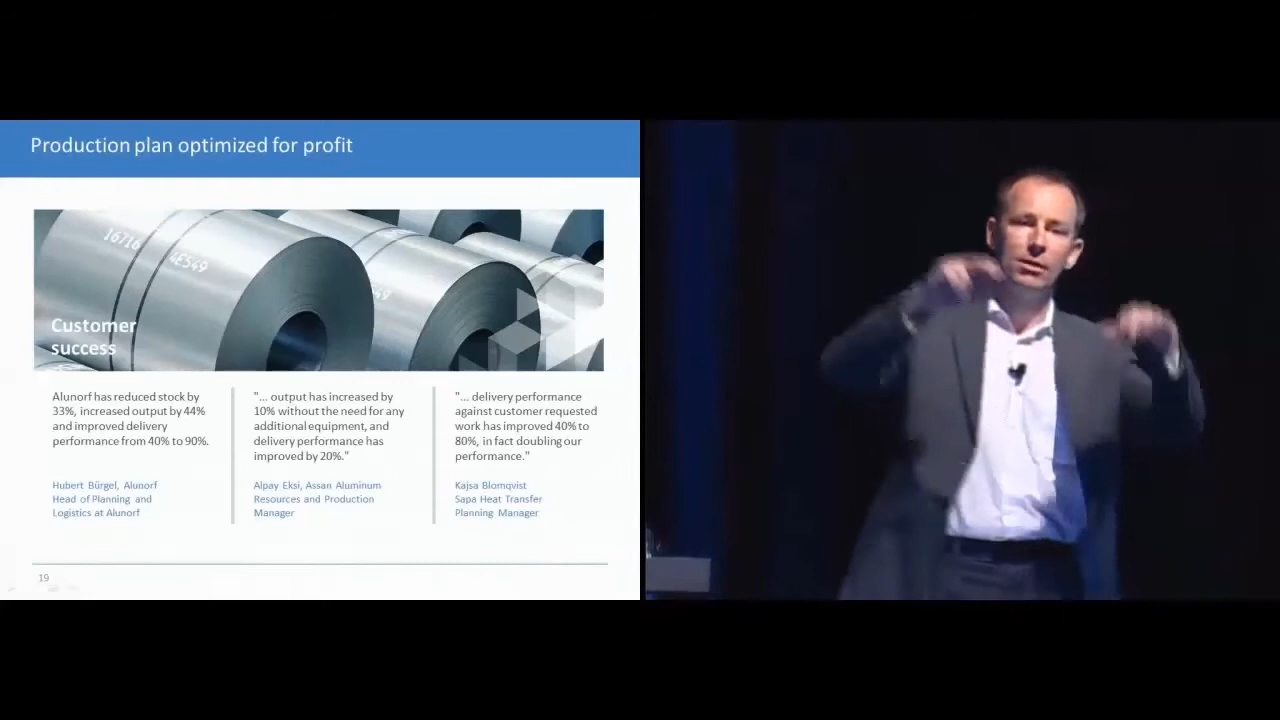 Production plan optimized for profit
16716
4E549
49
Customer
success
Alunorf has reduced stock by
33%, increased output by 44%
and improved delivery
performance from 40% to 90%.
Hubert Bürgel, Alunorf
Head of Planning and
Logistics at Alunorf
"... output has increased by
10% without the need for any
additional equipment, and
delivery performance has
improved by 20%."
Alpay Eksi, Assan Aluminum
Resources and Production
Manager
"... delivery performance
against customer requested
work has improved 40% to
80%, in fact doubling our
performance."
Kajsa Blomqvist
Sapa Heat Transfer
Planning Manager
19